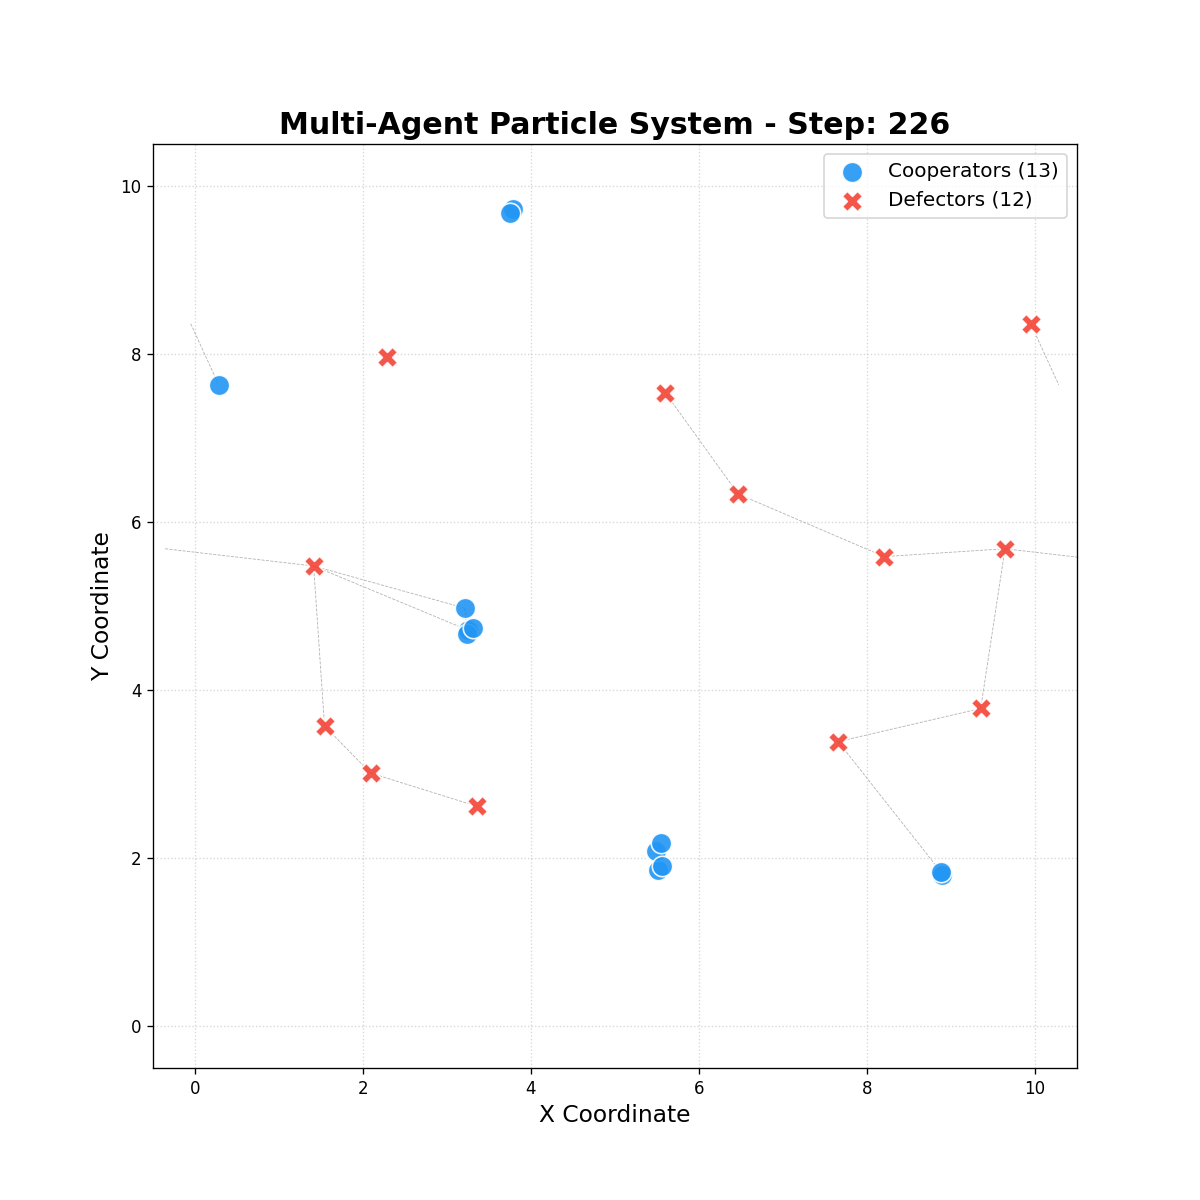 Multi-Agent Particle System - Step: 226
Cooperators (13)
Defectors (12)
Y Coordinate
10
8
6
4
2
0
0 2 4 6 8 10
X Coordinate